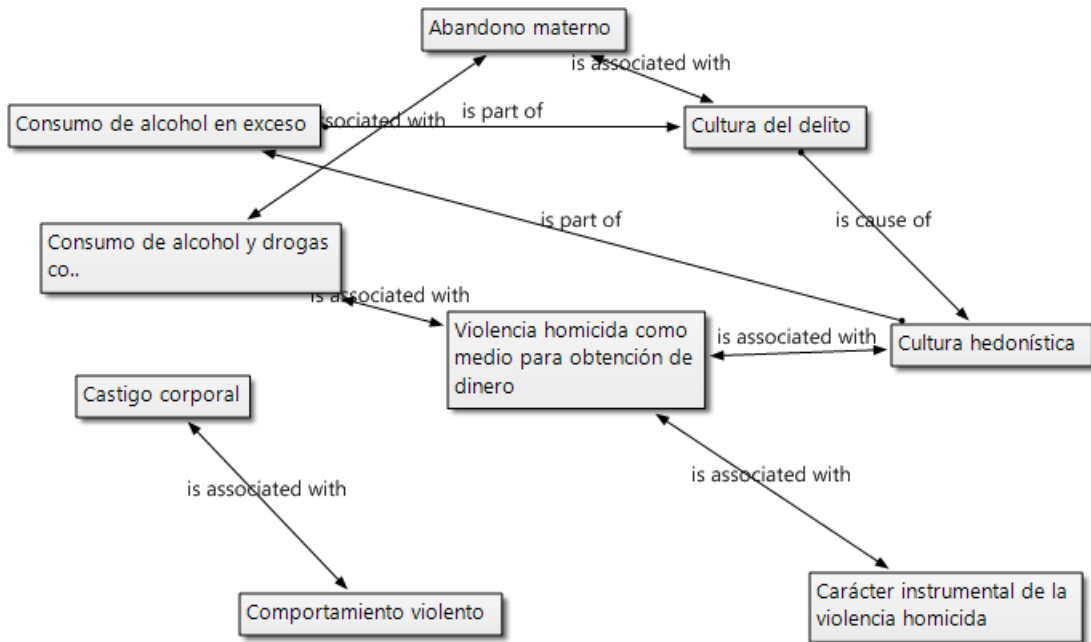 Abandono materno
is associated with
Consumo de alcohol en exceso
associated with
is part of
Cultura del delito
is part of
is cause of
Consumo de alcohol y drogas
co..
is associated with
Violencia homicida como
medio para obtención de
dinero
is associated with
Cultura hedonística
Castigo corporal
is associated with
is associated with
Comportamiento violento
Carácter instrumental de la
violencia homicida